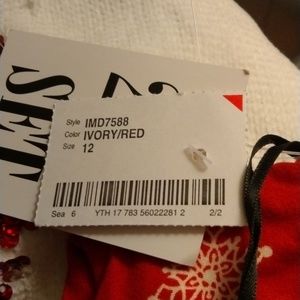 SET
Style IMD7588
Color IVORY/RED
Size 12
Sea 6 YTH 17 783 56022281 2 2/2